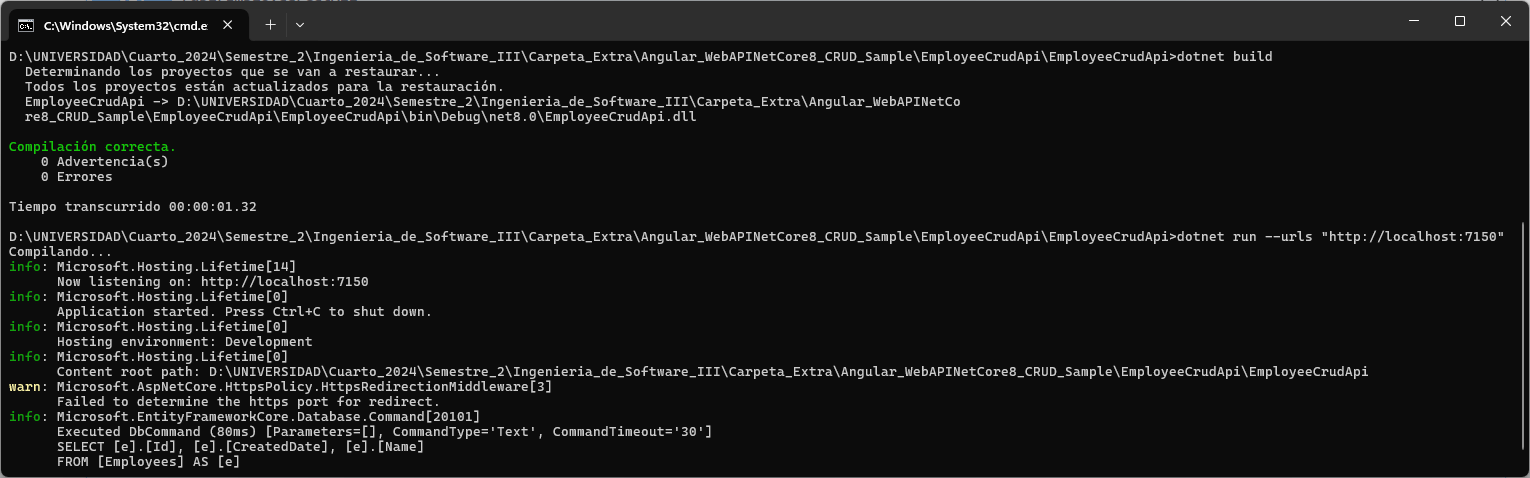 C:\Windows\System32\cmd.e
D:\UNIVERSIDAD\Cuarto_2024\Semestre_2\Ingenieria_de_Software_III\Carpeta_Extra\Angular_WebAPINetCore8_CRUD_Sample\EmployeeCrudApi\EmployeeCrudApi>dotnet build
  Determinando los proyectos que se van a restaurar...
  Todos los proyectos están actualizados para la restauración.
  EmployeeCrudApi -> D:\UNIVERSIDAD\Cuarto_2024\Semestre_2\Ingenieria_de_Software_III\Carpeta_Extra\Angular_WebAPINetCo
  re8_CRUD_Sample\EmployeeCrudApi\EmployeeCrudApi\bin\Debug\net8.0\EmployeeCrudApi.dll
Compilación correcta.
    0 Advertencia(s)
    0 Errores
Tiempo transcurrido 00:00:01.32
D:\UNIVERSIDAD\Cuarto_2024\Semestre_2\Ingenieria_de_Software_III\Carpeta_Extra\Angular_WebAPINetCore8_CRUD_Sample\EmployeeCrudApi\EmployeeCrudApi>dotnet run --urls "http://localhost:7150"
Compilando...
info: Microsoft.Hosting.Lifetime[14]
      Now listening on: http://localhost:7150
info: Microsoft.Hosting.Lifetime[0]
      Application started. Press Ctrl+C to shut down.
info: Microsoft.Hosting.Lifetime[0]
      Hosting environment: Development
info: Microsoft.Hosting.Lifetime[0]
      Content root path: D:\UNIVERSIDAD\Cuarto_2024\Semestre_2\Ingenieria_de_Software_III\Carpeta_Extra\Angular_WebAPINetCore8_CRUD_Sample\EmployeeCrudApi\EmployeeCrudApi
warn: Microsoft.AspNetCore.HttpsPolicy.HttpsRedirectionMiddleware[3]
      Failed to determine the https port for redirect.
info: Microsoft.EntityFrameworkCore.Database.Command[20101]
      Executed DbCommand (80ms) [Parameters=[], CommandType='Text', CommandTimeout='30']
      SELECT [e].[Id], [e].[CreatedDate], [e].[Name]
      FROM [Employees] AS [e]